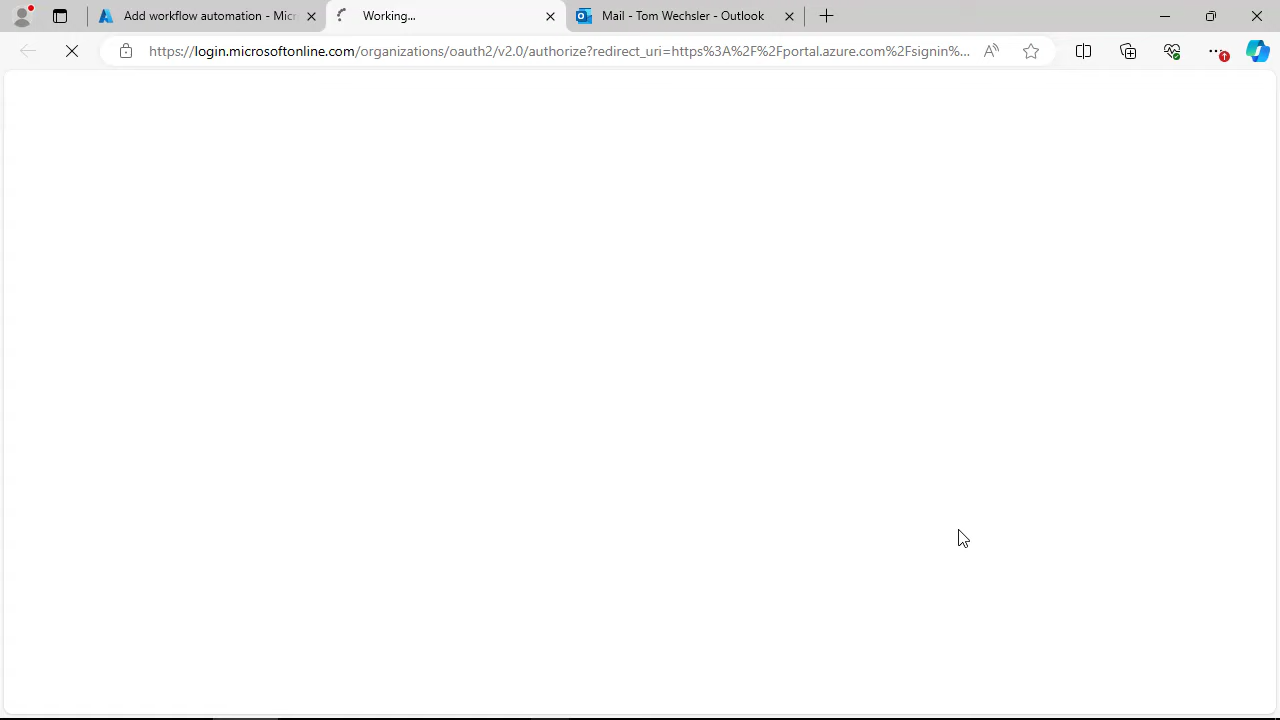 Add workflow automation - Micr
Working...
Mail - Tom Wechsler - Outlook
https://login.microsoftonline.com/organizations/oauth2/v2.0/authorize?redirect_uri=https%3A%2F%2Fportal.azure.com%2Fsignin%...